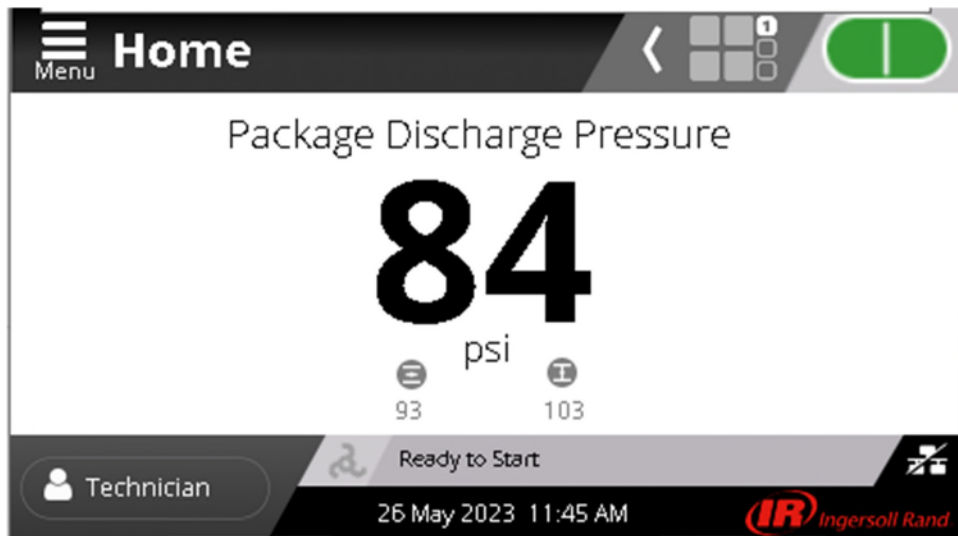 Menu
Home
1
Package Discharge Pressure
84
psi
93
103
Technician
Ready to Start
26 May 2023 11:45 AM
IR Ingersoll Rand